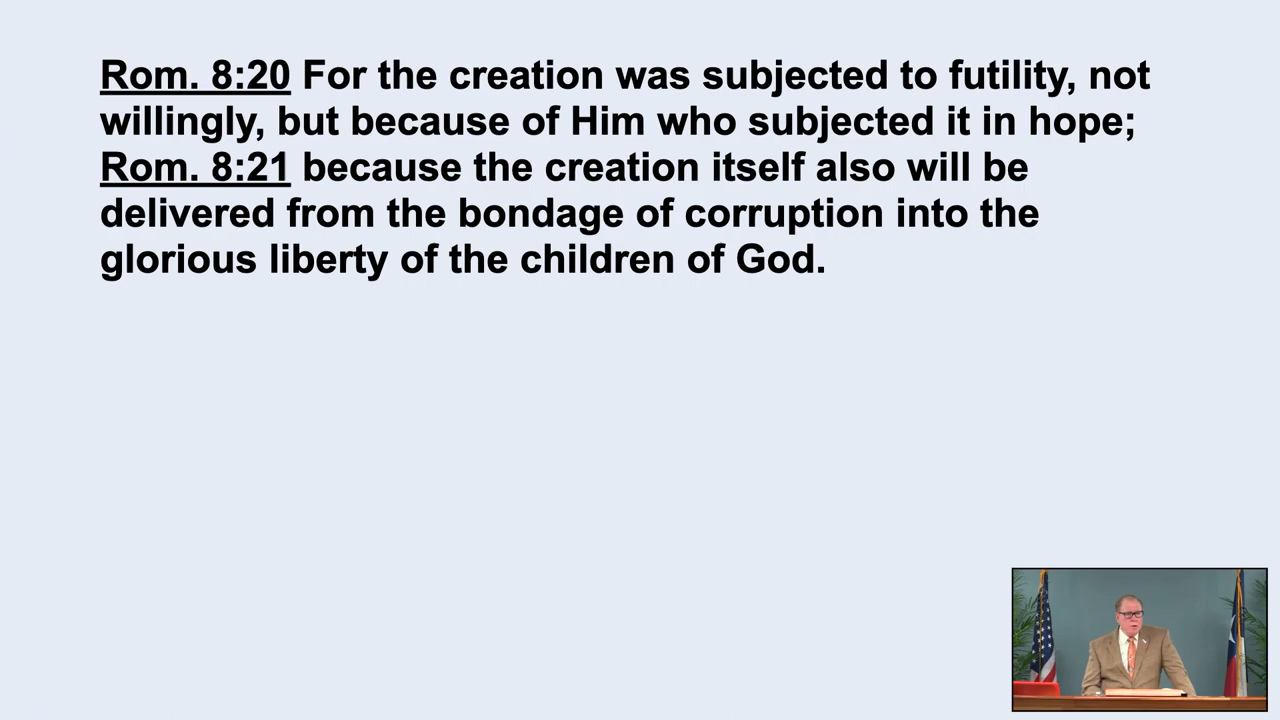 Rom. 8:20 For the creation was subjected to futility, not
willingly, but because of Him who subjected it in hope;
Rom. 8:21 because the creation itself also will be
delivered from the bondage of corruption into the
glorious liberty of the children of God.